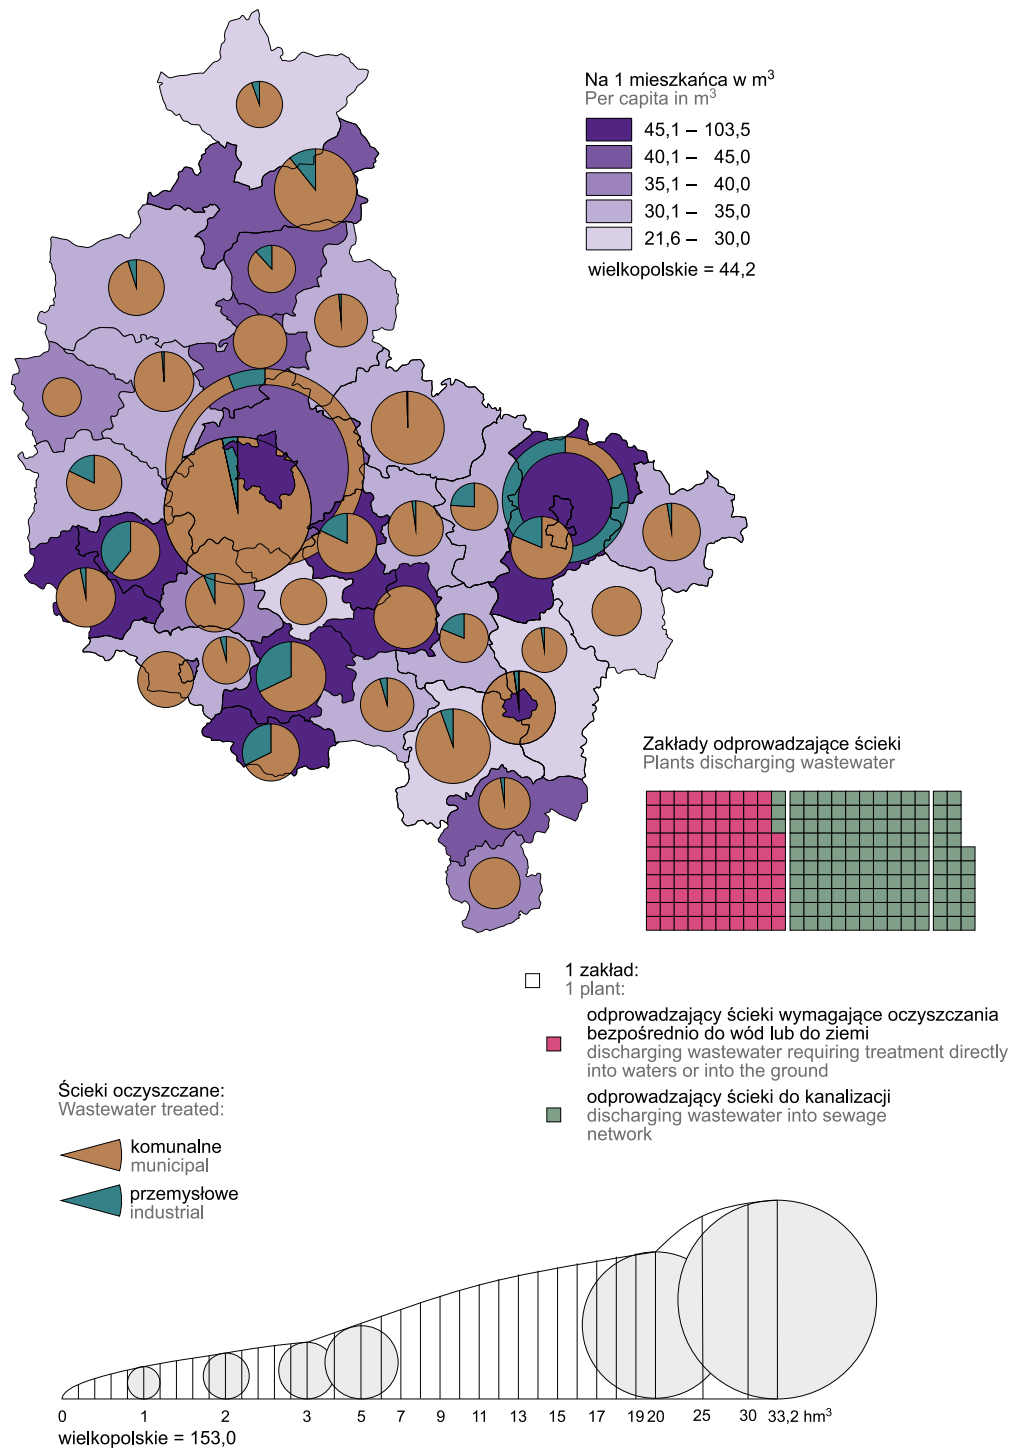 Na 1 mieszkańca w m³
Per capita in m³
45,1 – 103,5
40,1 – 45,0
35,1 – 40,0
30,1 – 35,0
21,6 – 30,0
wielkopolskie = 44,2
Zakłady odprowadzające ścieki
Plants discharging wastewater
1 zakład:
1 plant:
odprowadzający ścieki wymagające oczyszczania
bezpośrednio do wód lub do ziemi
discharging wastewater requiring treatment directly
into waters or into the ground
odprowadzający ścieki do kanalizacji
discharging wastewater into sewage
network
Ścieki oczyszczane:
Wastewater treated:
komunalne
municipal
przemysłowe
industrial
0 1 2 3 5 7 9 11 13 15 17 19 20 25 30 33,2 hm³
wielkopolskie = 153,0